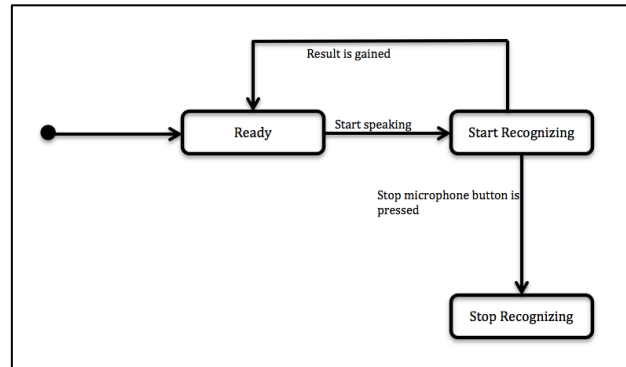 Result is gained
Ready
Start speaking
Start Recognizing
Stop microphone button is
pressed
Stop Recognizing